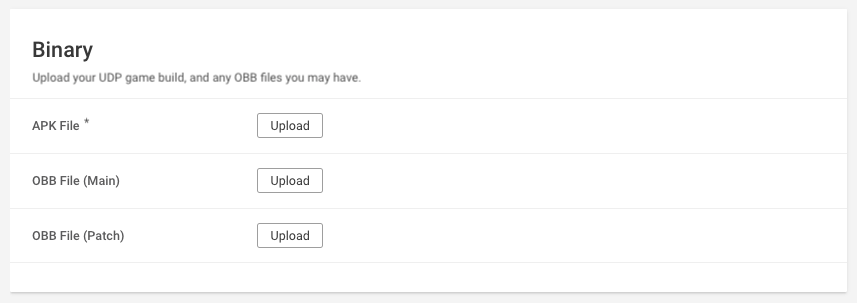 Binary
Upload your UDP game build, and any OBB files you may have.
APK File * Upload
OBB File (Main) Upload
OBB File (Patch) Upload